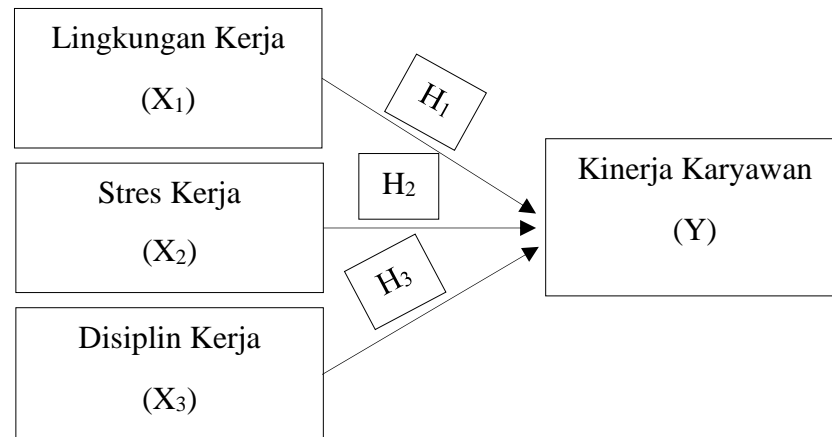 Lingkungan Kerja
(X₁)
H₁
Stres Kerja
(X₂)
H₂
Disiplin Kerja
(X₃)
H₃
Kinerja Karyawan
(Y)